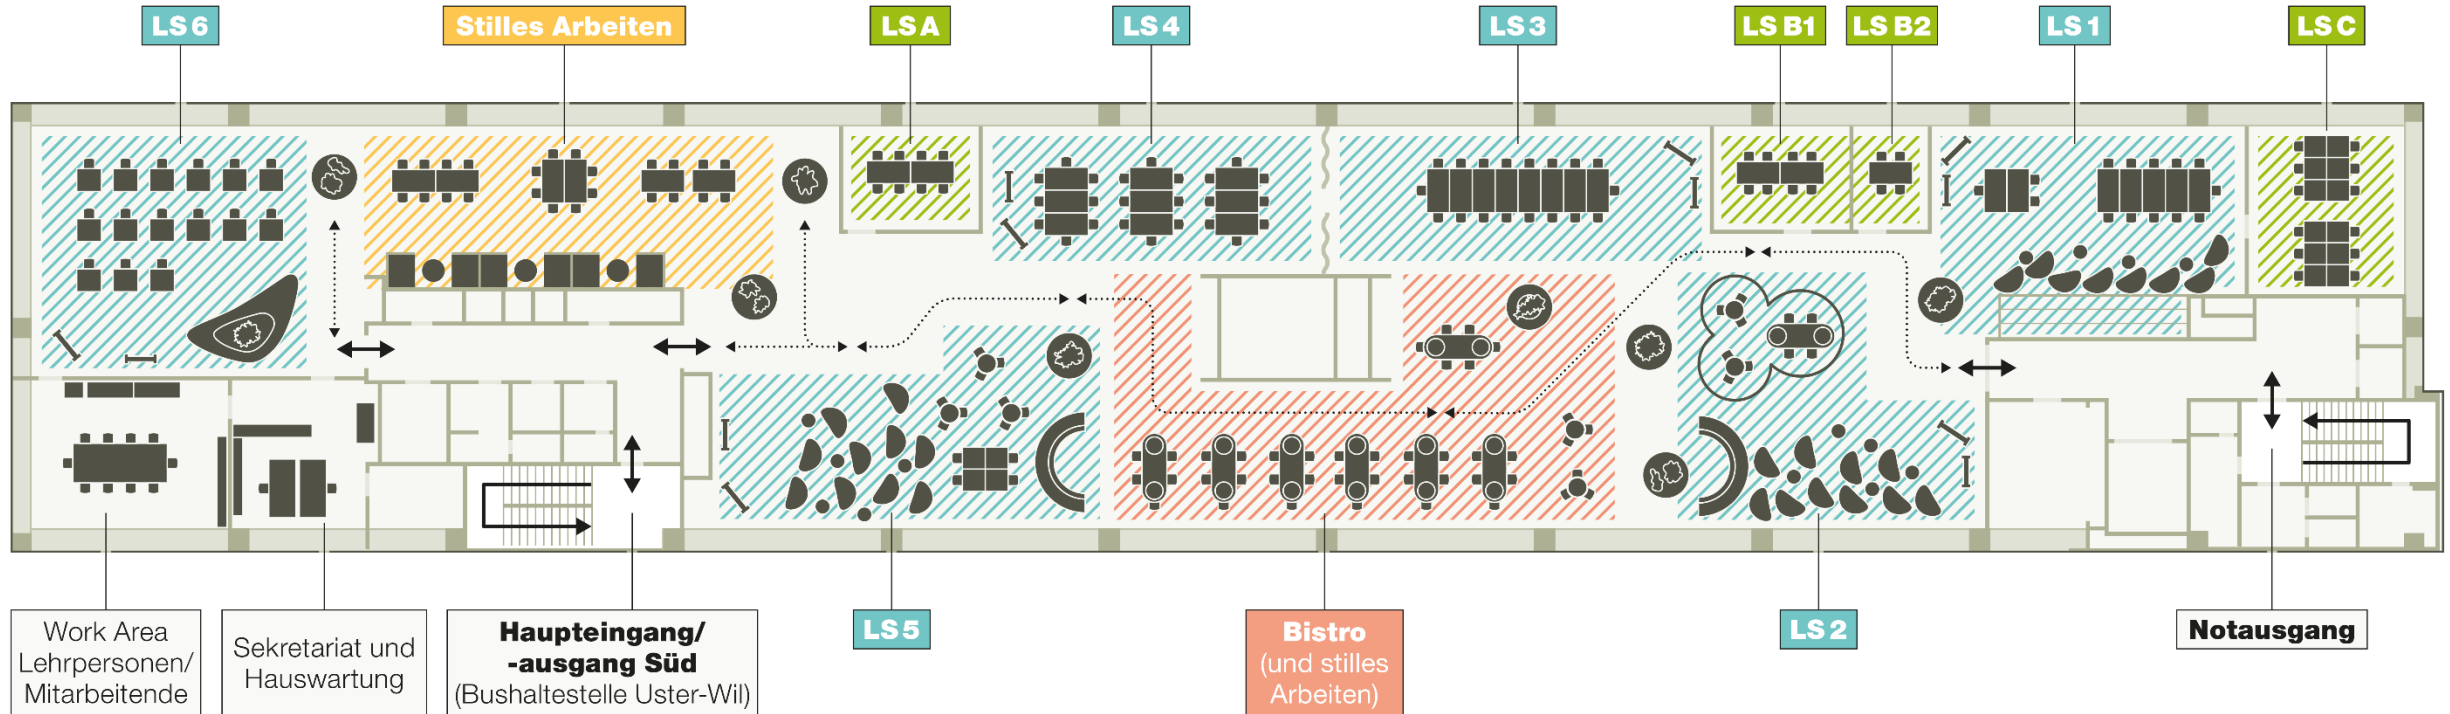 LS 6
Stilles Arbeiten
LS A
LS 4
LS 3
LS B1
LS B2
LS 1
LS C
Work Area
Lehrpersonen/
Mitarbeitende
Sekretariat und
Hauswartung
Haupteingang/
-ausgang Süd
(Bushaltestelle Uster-Wil)
LS 5
Bistro
(und stilles
Arbeiten)
LS 2
Notausgang